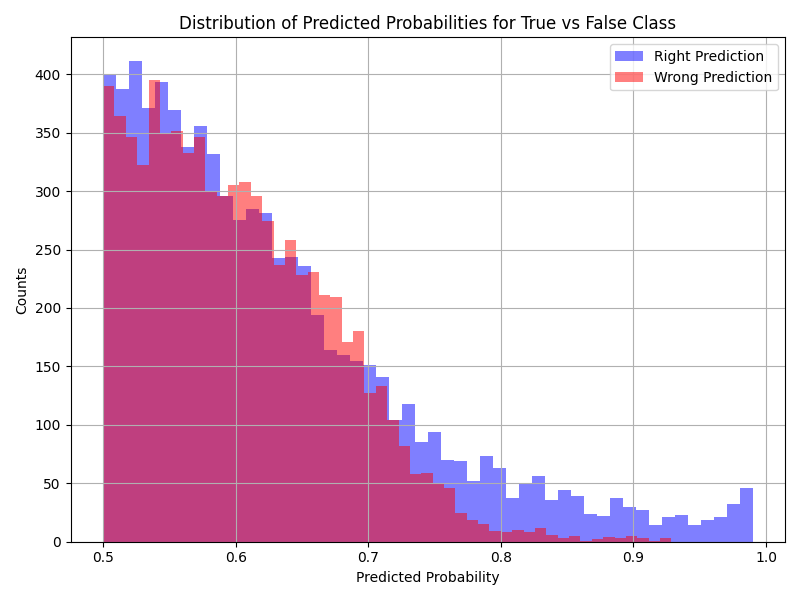 Distribution of Predicted Probabilities for True vs False Class
Right Prediction
Wrong Prediction
400
350
300
250
200
150
100
50
0
Counts
0.5 0.6 0.7 0.8 0.9 1.0
Predicted Probability